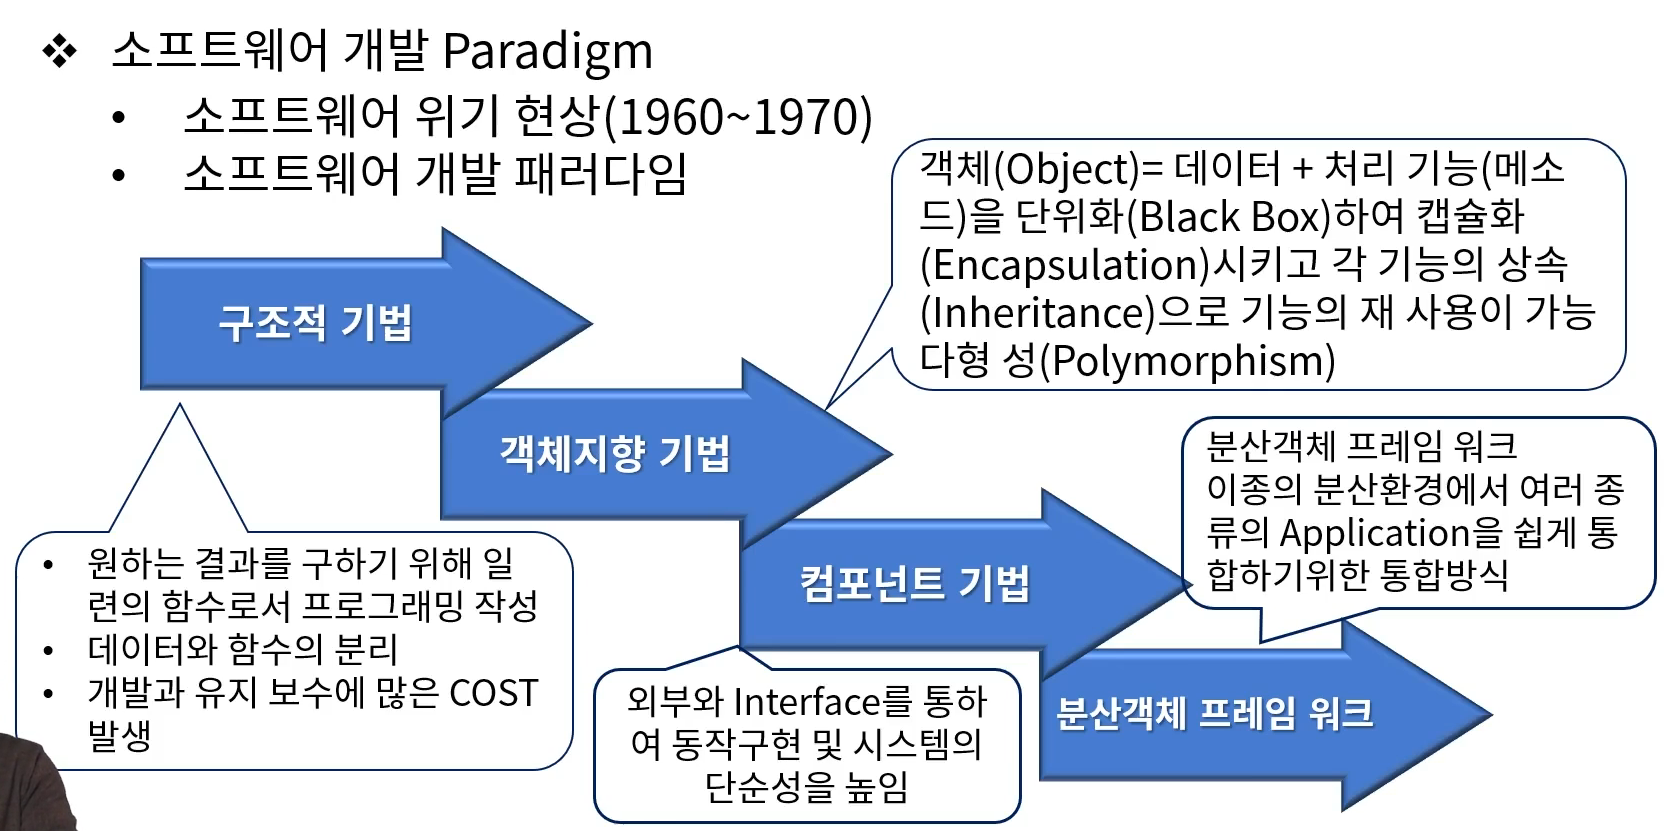 ❖ 소프트웨어 개발 Paradigm
• 소프트웨어 위기 현상(1960~1970)
• 소프트웨어 개발 패러다임
객체(Object)= 데이터 + 처리 기능(메소
드)을 단위화(Black Box)하여 캡슐화
(Encapsulation)시키고 각 기능의 상속
(Inheritance)으로 기능의 재 사용이 가능
다형 성(Polymorphism)
구조적 기법
객체지향 기법
분산객체 프레임 워크
이종의 분산환경에서 여러 종
류의 Application을 쉽게 통
합하기위한 통합방식
• 원하는 결과를 구하기 위해 일
련의 함수로서 프로그래밍 작성
• 데이터와 함수의 분리
• 개발과 유지 보수에 많은 COST
발생
컴포넌트 기법
외부와 Interface를 통하
여 동작구현 및 시스템의
단순성을 높임
분산객체 프레임 워크